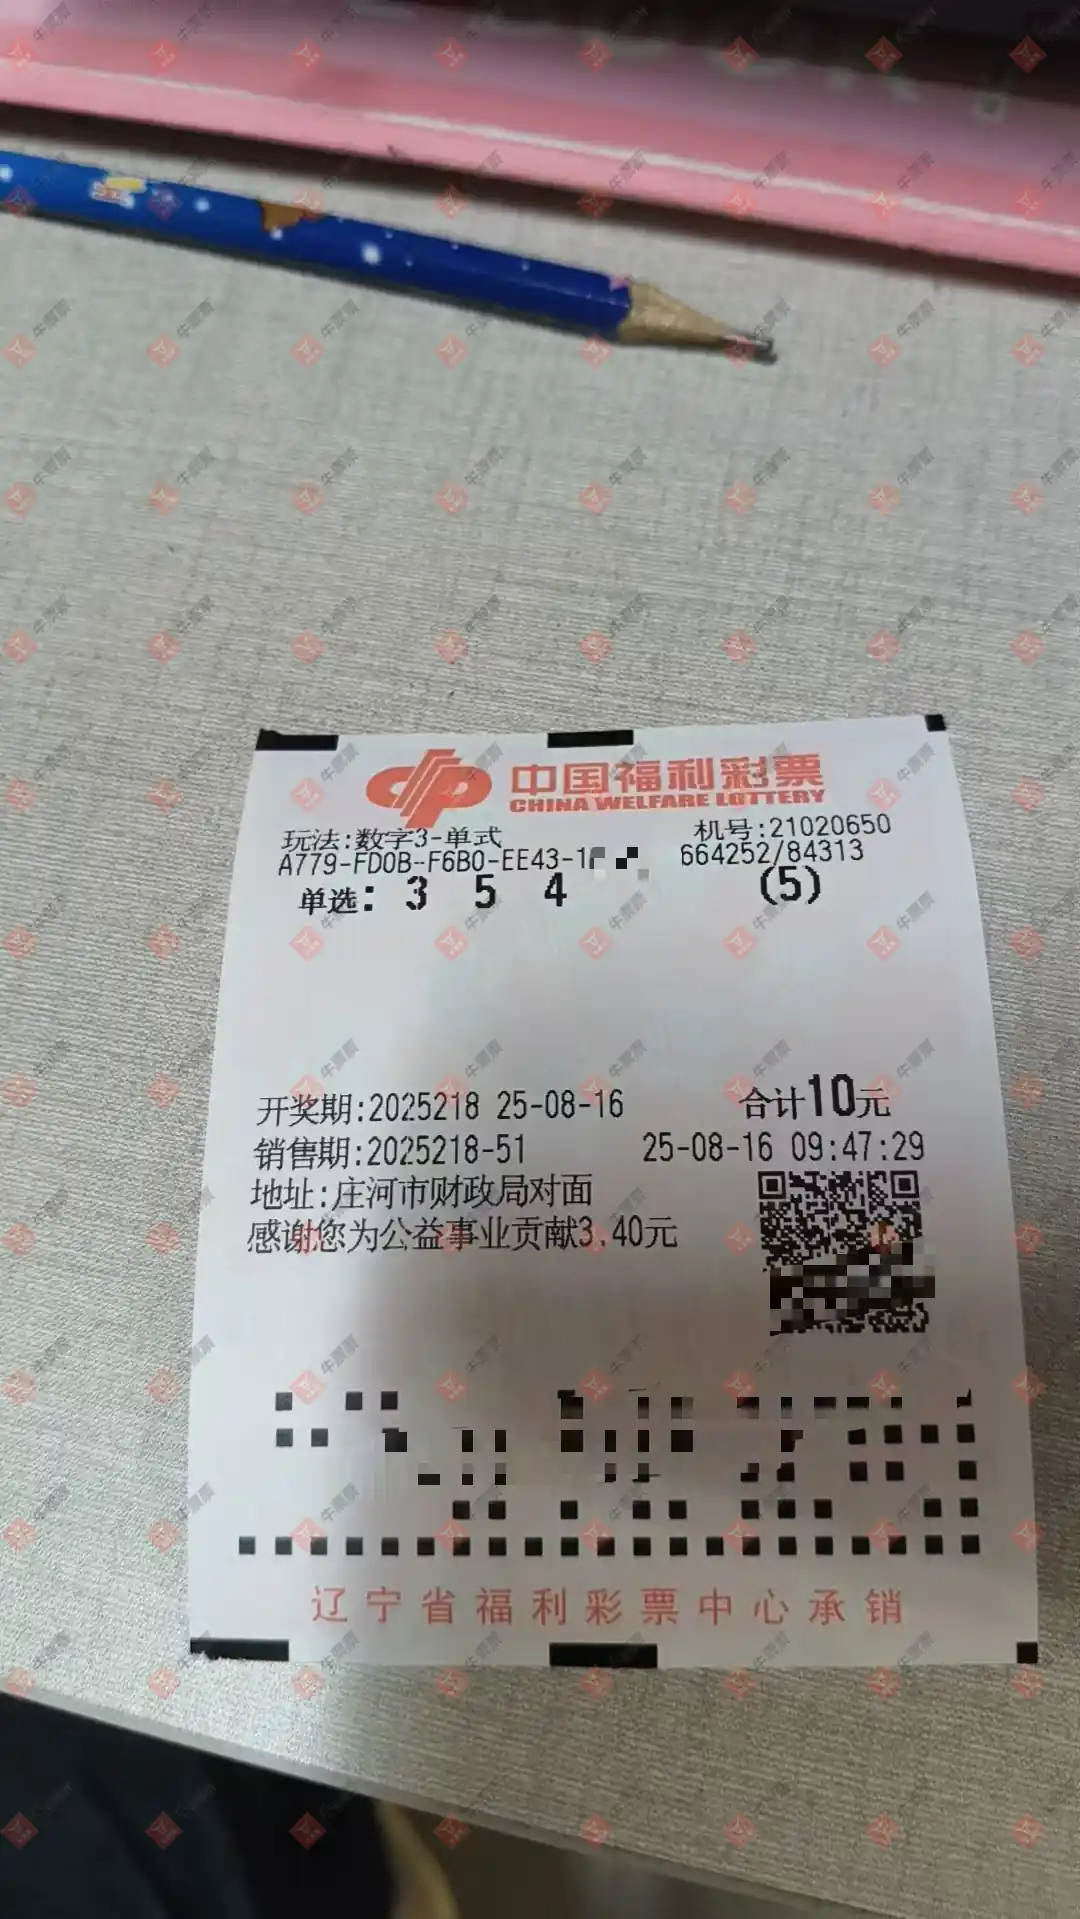 中国福利彩票
CHINA WELFARE LOTTERY
玩法:数字3-单式 机号:21020650
A779-FD0B-F6B0-EE43-1 664252/84313
单选: 3 5 4 (5)
开奖期:2025218 25-08-16 合计10元
销售期:2025218-51 25-08-16 09:47:29
地址:庄河市财政局对面
感谢您为公益事业贡献3.40元
辽宁省福利彩票中心承销
牛票票